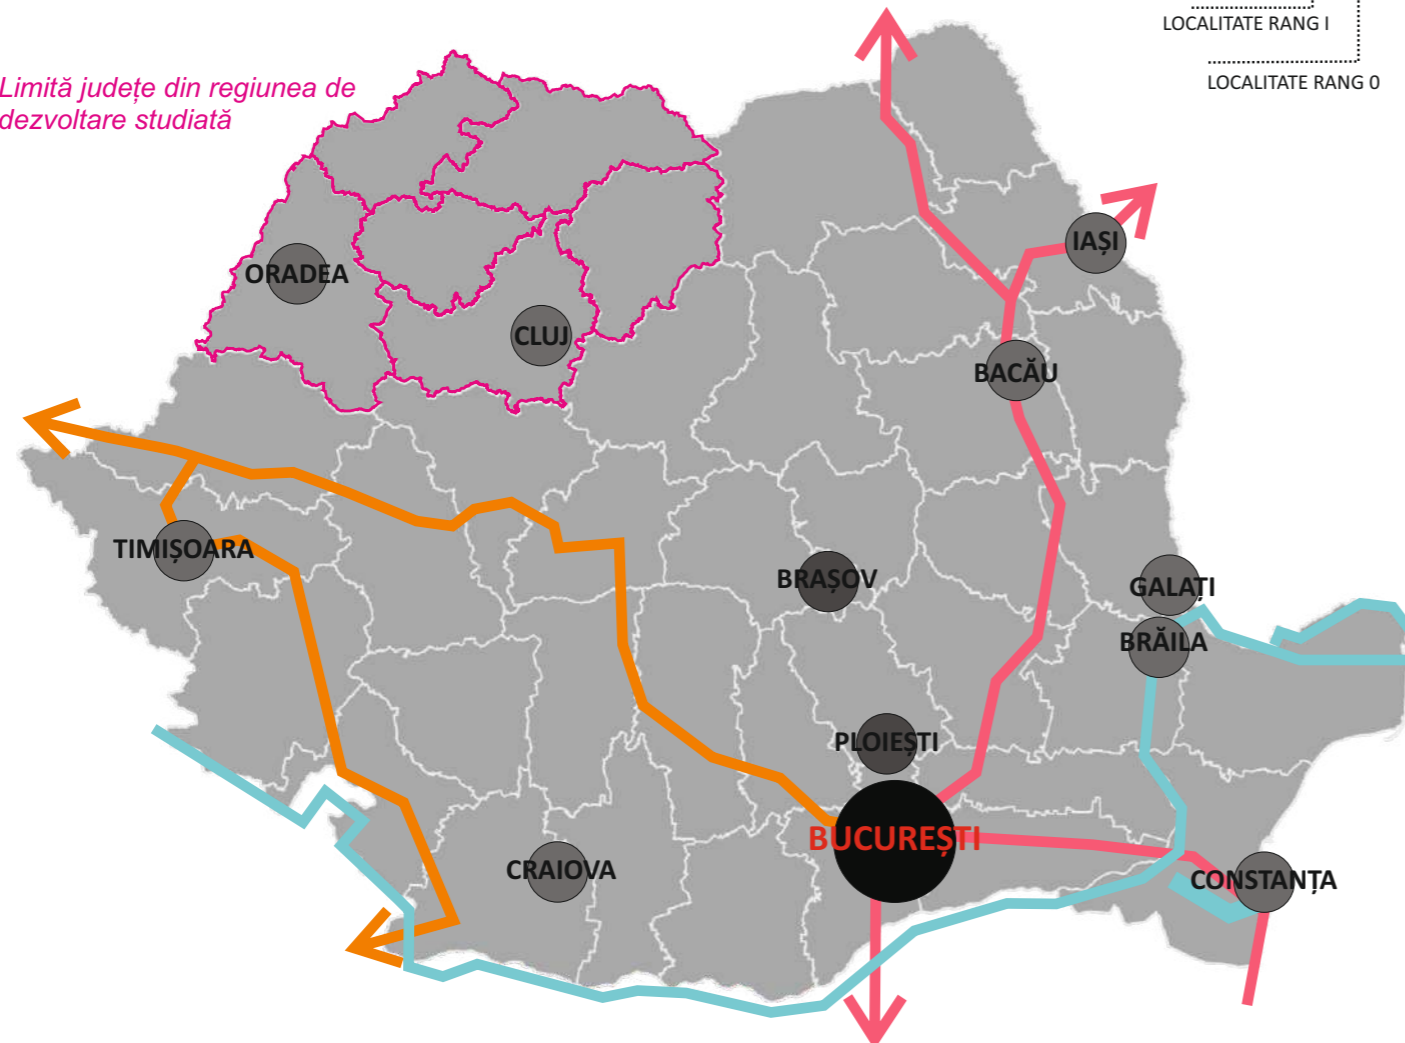 LOCALITATE RANG I
LOCALITATE RANG 0
Limită județe din regiunea de
dezvoltare studiată
IAȘI
ORADEA
CLUJ
BACĂU
TIMIȘOARA
BRAȘOV
GALAȚI
BRĂILA
PLOIEȘTI
BUCUREȘTI
CRAIOVA
CONSTANȚA